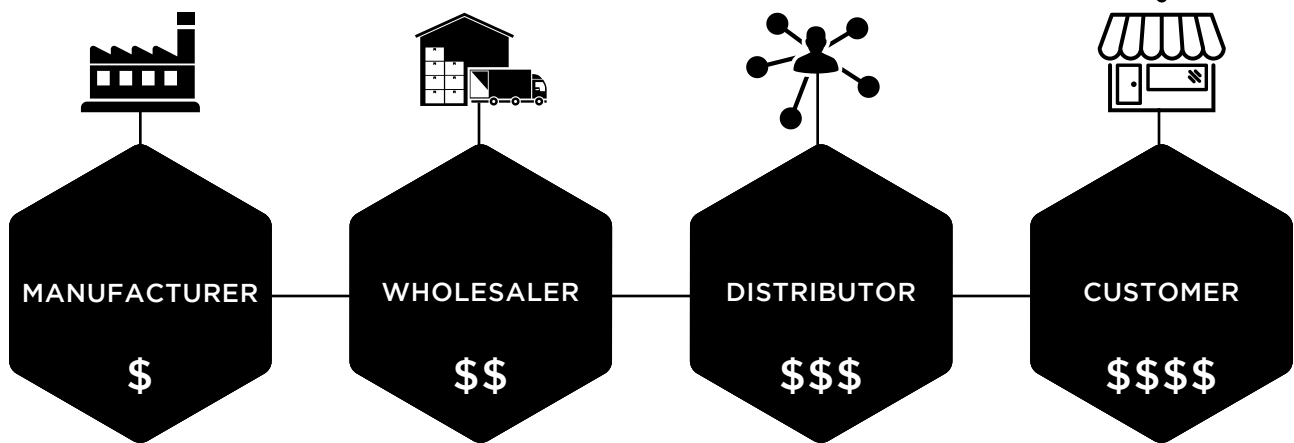 MANUFACTURER
$
WHOLESALER
$$
DISTRIBUTOR
$$$
CUSTOMER
$$$$